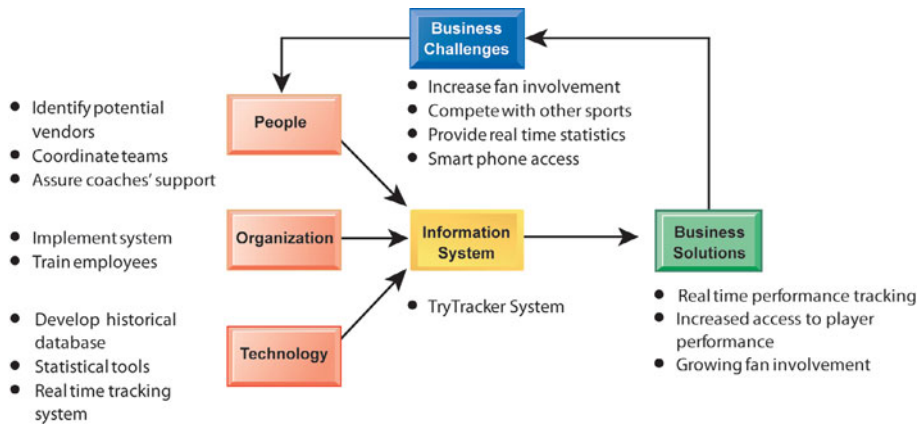 Business
Challenges
● Increase fan involvement
● Compete with other sports
● Provide real time statistics
● Smart phone access
● Identify potential
vendors
● Coordinate teams
● Assure coaches' support
People
● Implement system
● Train employees
Organization
Information
System
● TryTracker System
Business
Solutions
● Real time performance tracking
● Increased access to player
performance
● Growing fan involvement
● Develop historical
database
● Statistical tools
● Real time tracking
system
Technology